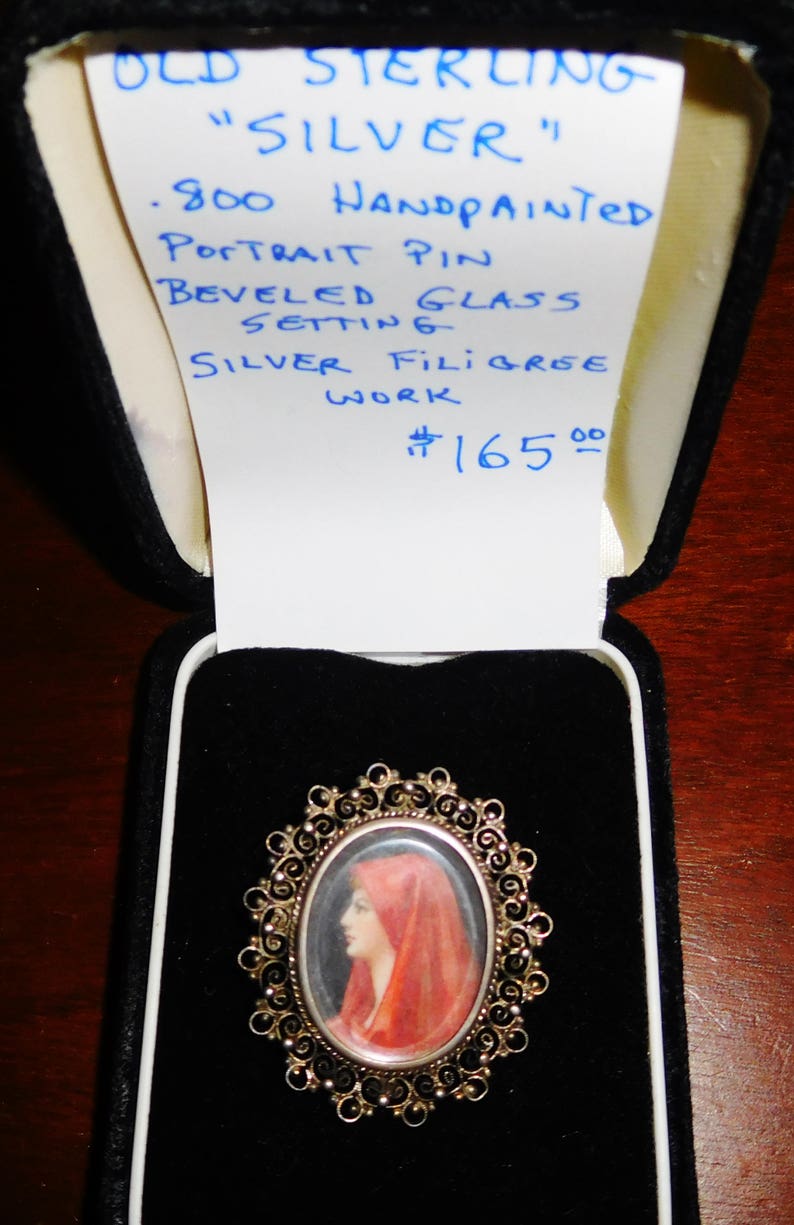 OLD STERLING
"SILVER"
.800 HANDPAINTED
PORTRAIT PIN
BEVELED GLASS
SETTING
SILVER FILIGREE
WORK
$165.00